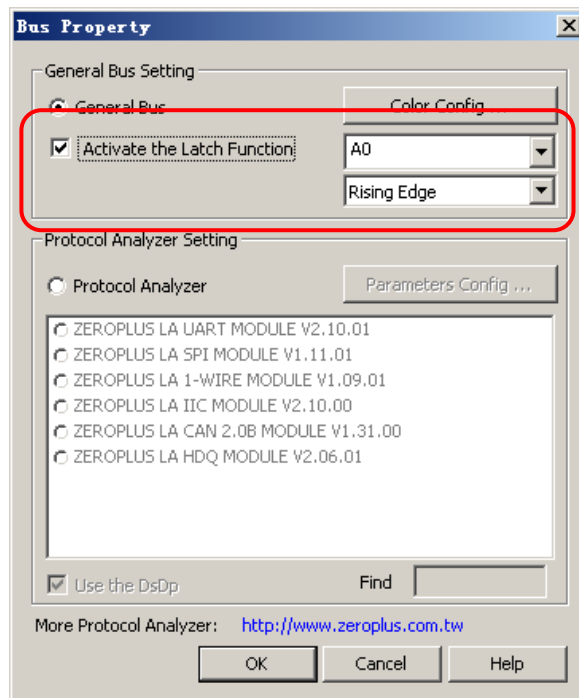 Bus Property
General Bus Setting
General Bus
Color Config ...
Activate the Latch Function
A0
Rising Edge
Protocol Analyzer Setting
Protocol Analyzer
Parameters Config ...
ZEROPLUS LA UART MODULE V2.10.01
ZEROPLUS LA SPI MODULE V1.11.01
ZEROPLUS LA 1-WIRE MODULE V1.09.01
ZEROPLUS LA IIC MODULE V2.10.00
ZEROPLUS LA CAN 2.0B MODULE V1.31.00
ZEROPLUS LA HDQ MODULE V2.06.01
Use the DsDp
Find
More Protocol Analyzer: http://www.zeroplus.com.tw
OK Cancel Help